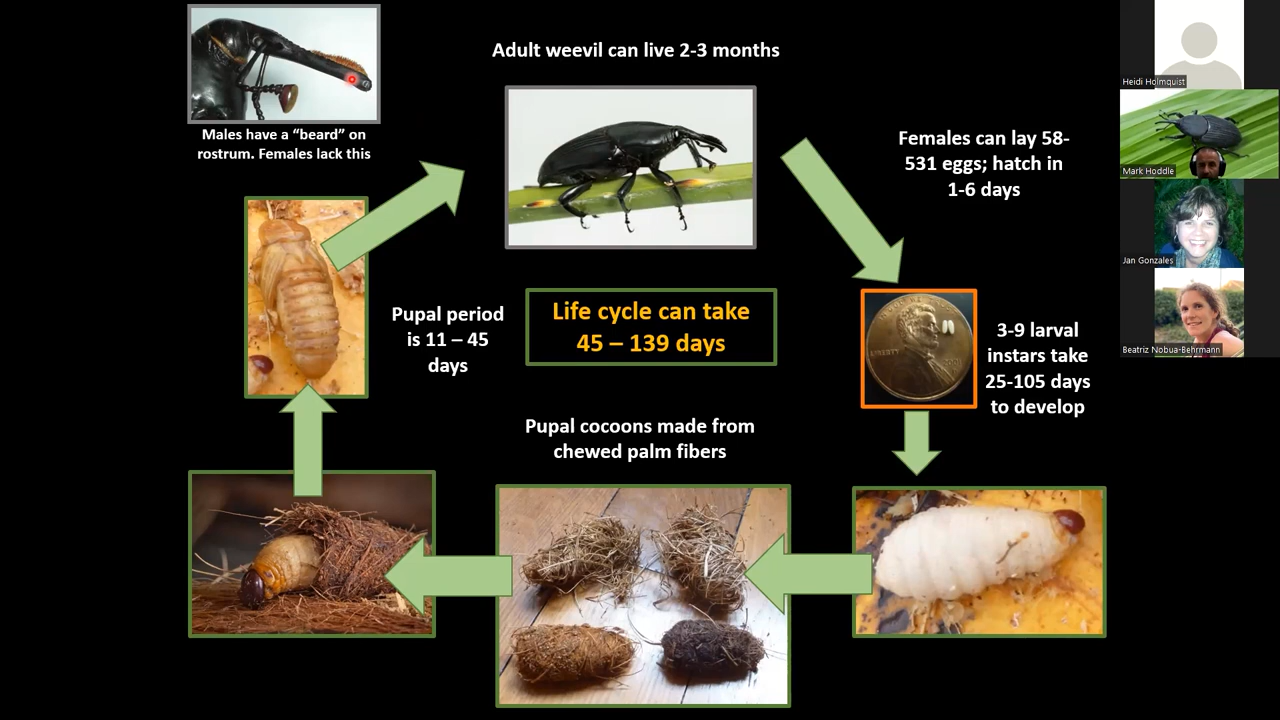 Adult weevil can live 2-3 months
Males have a “beard” on
rostrum. Females lack this
Females can lay 58-
531 eggs; hatch in
1-6 days
Pupal period
is 11 – 45
days
Life cycle can take
45 – 139 days
3-9 larval
instars take
25-105 days
to develop
Pupal cocoons made from
chewed palm fibers
Heidi Holmquist
Mark Hoddle
Jan Gonzales
Beatriz Nobua-Behrmann